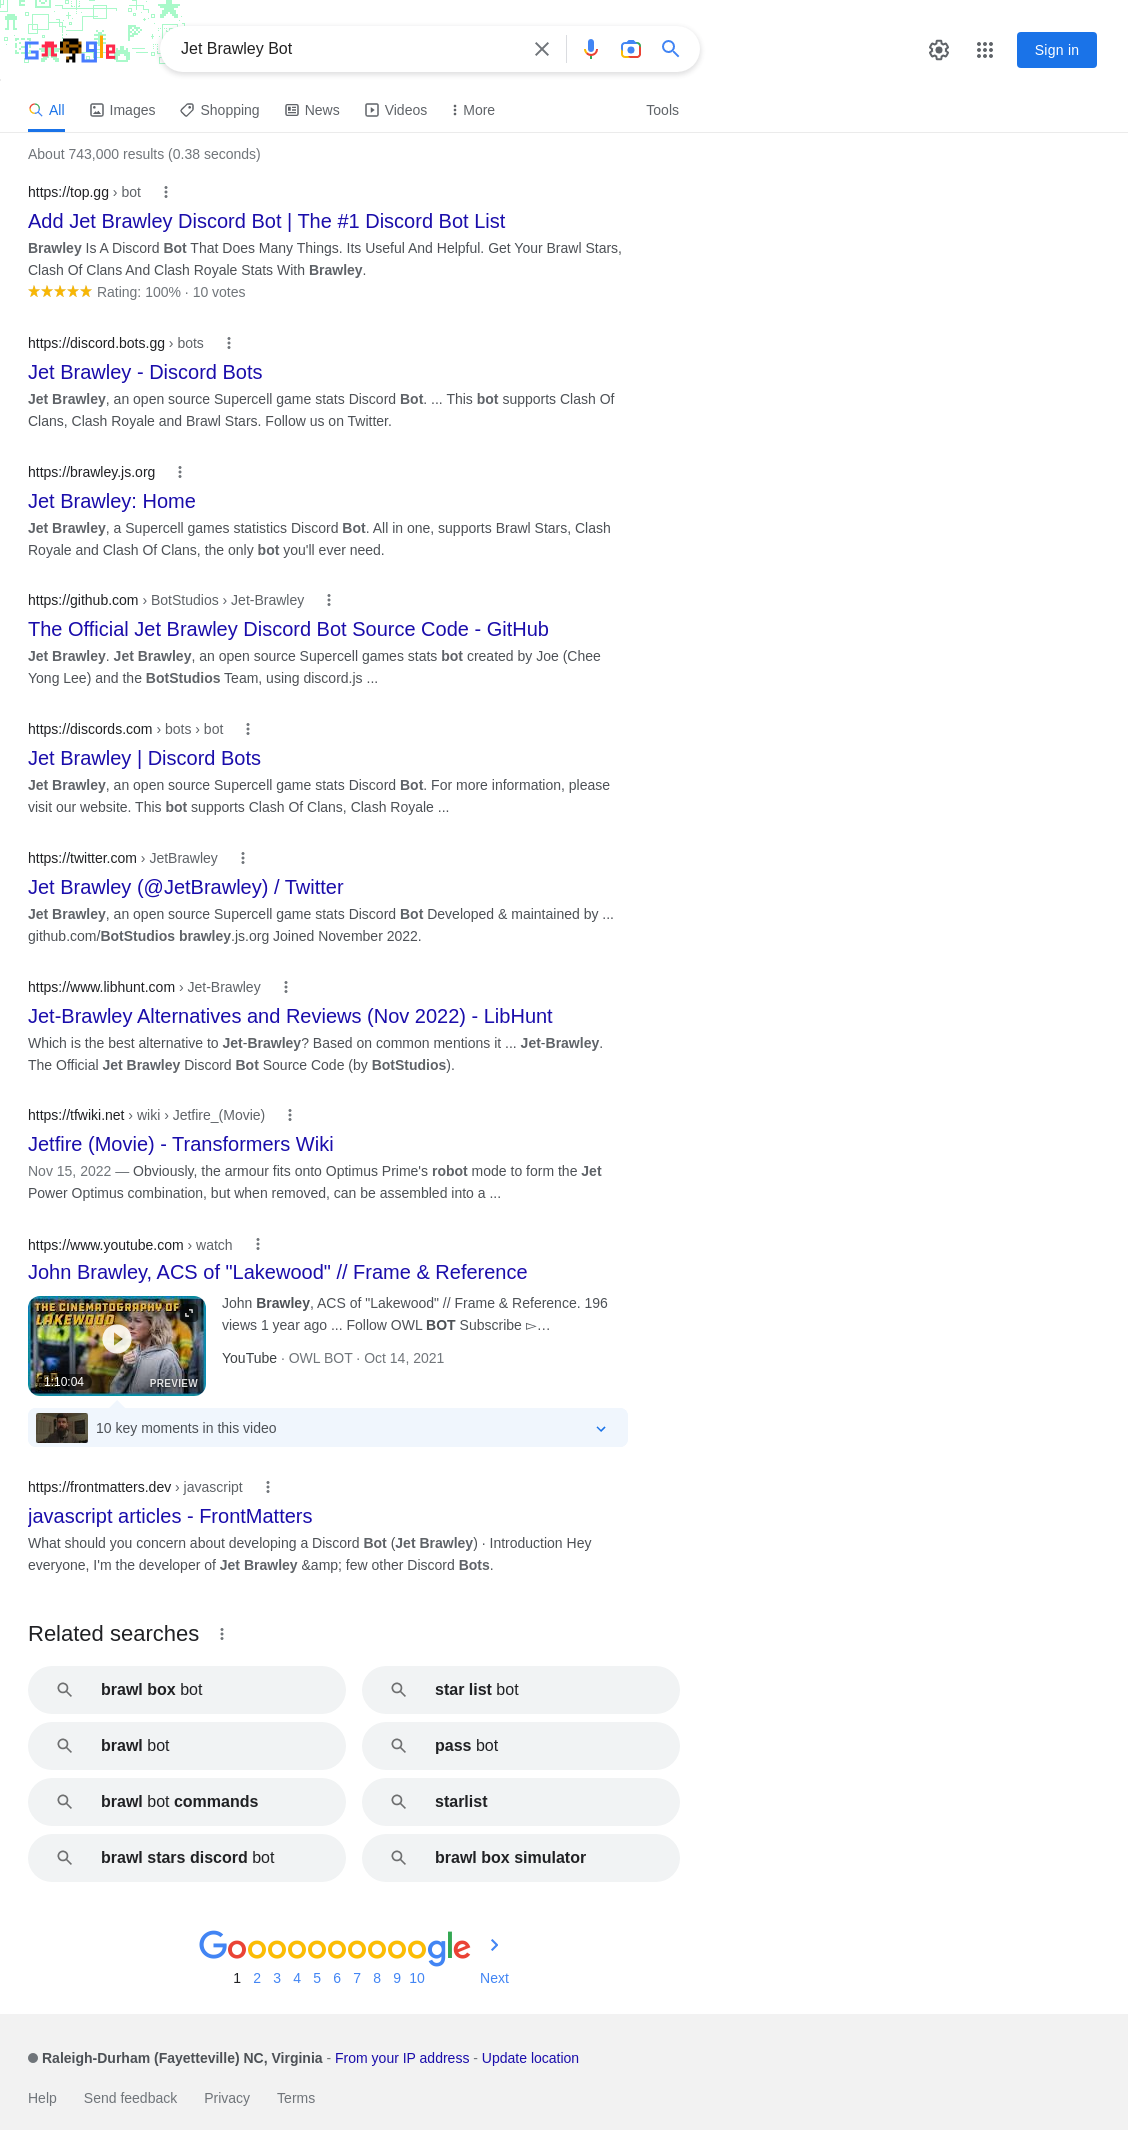 Google
Jet Brawley Bot
Sign in
All Images Shopping News Videos More Tools
About 743,000 results (0.38 seconds)
https://top.gg › bot
Add Jet Brawley Discord Bot | The #1 Discord Bot List
Brawley Is A Discord Bot That Does Many Things. Its Useful And Helpful. Get Your Brawl Stars,
Clash Of Clans And Clash Royale Stats With Brawley.
Rating: 100% · 10 votes
https://discord.bots.gg › bots
Jet Brawley - Discord Bots
Jet Brawley, an open source Supercell game stats Discord Bot. ... This bot supports Clash Of
Clans, Clash Royale and Brawl Stars. Follow us on Twitter.
https://brawley.js.org
Jet Brawley: Home
Jet Brawley, a Supercell games statistics Discord Bot. All in one, supports Brawl Stars, Clash
Royale and Clash Of Clans, the only bot you'll ever need.
https://github.com › BotStudios › Jet-Brawley
The Official Jet Brawley Discord Bot Source Code - GitHub
Jet Brawley. Jet Brawley, an open source Supercell games stats bot created by Joe (Chee
Yong Lee) and the BotStudios Team, using discord.js ...
https://discords.com › bots › bot
Jet Brawley | Discord Bots
Jet Brawley, an open source Supercell game stats Discord Bot. For more information, please
visit our website. This bot supports Clash Of Clans, Clash Royale ...
https://twitter.com › JetBrawley
Jet Brawley (@JetBrawley) / Twitter
Jet Brawley, an open source Supercell game stats Discord Bot Developed & maintained by ...
github.com/BotStudios brawley.js.org Joined November 2022.
https://www.libhunt.com › Jet-Brawley
Jet-Brawley Alternatives and Reviews (Nov 2022) - LibHunt
Which is the best alternative to Jet-Brawley? Based on common mentions it ... Jet-Brawley.
The Official Jet Brawley Discord Bot Source Code (by BotStudios).
https://tfwiki.net › wiki › Jetfire_(Movie)
Jetfire (Movie) - Transformers Wiki
Nov 15, 2022 — Obviously, the armour fits onto Optimus Prime's robot mode to form the Jet
Power Optimus combination, but when removed, can be assembled into a ...
https://www.youtube.com › watch
John Brawley, ACS of "Lakewood" // Frame & Reference
THE CINEMATOGRAPHY OF
LAKEWOOD
1:10:04
PREVIEW
John Brawley, ACS of "Lakewood" // Frame & Reference. 196
views 1 year ago ... Follow OWL BOT Subscribe ▻…
YouTube · OWL BOT · Oct 14, 2021
10 key moments in this video
https://frontmatters.dev › javascript
javascript articles - FrontMatters
What should you concern about developing a Discord Bot (Jet Brawley) · Introduction Hey
everyone, I'm the developer of Jet Brawley &amp; few other Discord Bots.
Related searches
brawl box bot
star list bot
brawl bot
pass bot
brawl bot commands
starlist
brawl stars discord bot
brawl box simulator
Goooooooooogle
1 2 3 4 5 6 7 8 9 10 Next
Raleigh-Durham (Fayetteville) NC, Virginia - From your IP address - Update location
Help Send feedback Privacy Terms